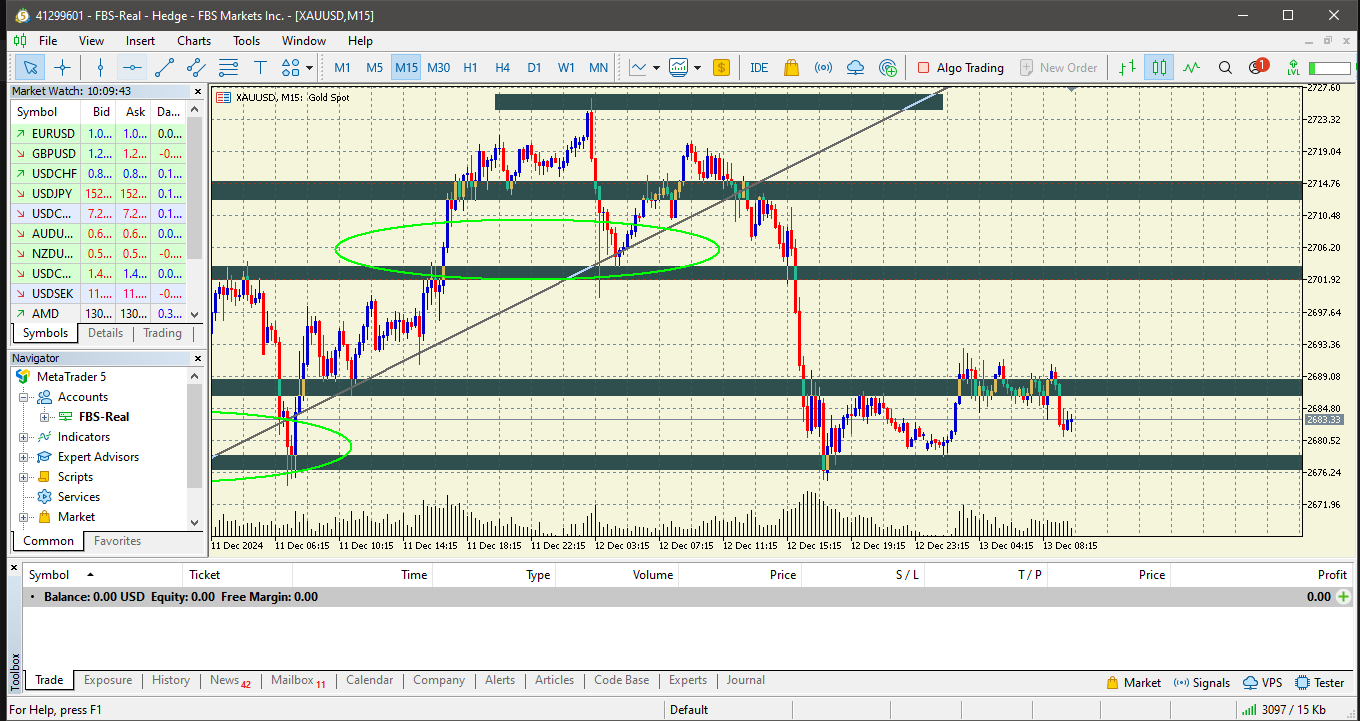 41299601 - FBS-Real - Hedge - FBS Markets Inc. - [XAUUSD,M15]
File View Insert Charts Tools Window Help
M1 M5 M15 M30 H1 H4 D1 W1 MN $ IDE Algo Trading New Order 1 LVL
Market Watch: 10:09:43
Symbol Bid Ask Da...
EURUSD 1.0... 1.0... 0.0...
GBPUSD 1.2... 1.2... -0....
USDCHF 0.8... 0.8... 0.1...
USDJPY 152... 152... 0.1...
USDC... 7.2... 7.2... 0.1...
AUDU... 0.6... 0.6... 0.0...
NZDU... 0.5... 0.5... -0....
USDC... 1.4... 1.4... 0.0...
USDSEK 11.... 11.... -0....
AMD 130... 130... 0.3...
Symbols Details Trading
Navigator
MetaTrader 5
Accounts
FBS-Real
Indicators
Expert Advisors
Scripts
Services
Market
Common Favorites
XAUUSD, M15: Gold Spot
2727.60
2723.32
2719.04
2714.76
2710.48
2706.20
2701.92
2697.64
2693.36
2689.08
2684.80
2683.33
2680.52
2676.24
2671.96
11 Dec 2024 11 Dec 06:15 11 Dec 10:15 11 Dec 14:15 11 Dec 18:15 11 Dec 22:15 12 Dec 03:15 12 Dec 07:15 12 Dec 11:15 12 Dec 15:15 12 Dec 19:15 12 Dec 23:15 13 Dec 04:15 13 Dec 08:15
Symbol Ticket Time Type Volume Price S / L T / P Price Profit
Balance: 0.00 USD Equity: 0.00 Free Margin: 0.00 0.00
Toolbox
Trade Exposure History News 42 Mailbox 11 Calendar Company Alerts Articles Code Base Experts Journal Market Signals VPS Tester
For Help, press F1 Default 3097 / 15 Kb